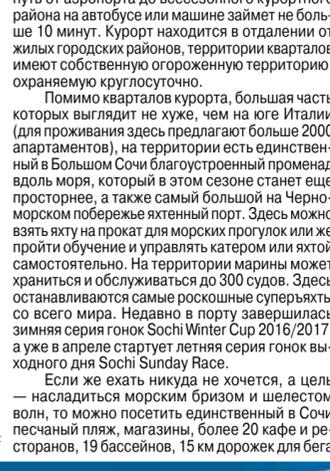 путь от аэропорта до всесезонного курортного
района на автобусе или машине займет не боль-
ше 10 минут. Курорт находится в отдалении от
жилых городских районов, территории кварталов
имеют собственную огороженную территорию,
охраняемую круглосуточно.
Помимо кварталов курорта, большая часть
которых выглядит не хуже, чем на юге Италии
(для проживания здесь предлагают больше 2000
апартаментов), на территории есть единствен-
ный в Большом Сочи благоустроенный променад
вдоль моря, который в этом сезоне станет еще
просторнее, а также самый большой на Черно-
морском побережье яхтенный порт. Здесь можно
взять яхту на прокат для морских прогулок или же
пройти обучение и управлять катером или яхтой
самостоятельно. На территории марины может
храниться и обслуживаться до 300 судов. Здесь
останавливаются самые роскошные суперъяхты
со всего мира. Недавно в порту завершилась
зимняя серия гонок Sochi Winter Cup 2016/2017,
а уже в апреле стартует летняя серия гонок вы-
ходного дня Sochi Sunday Race.
Если же ехать никуда не хочется, а цель
— насладиться морским бризом и шелестом
волн, то можно посетить единственный в Сочи
песчаный пляж, магазины, более 20 кафе и ре-
сторанов, 19 бассейнов, 15 км дорожек для бега